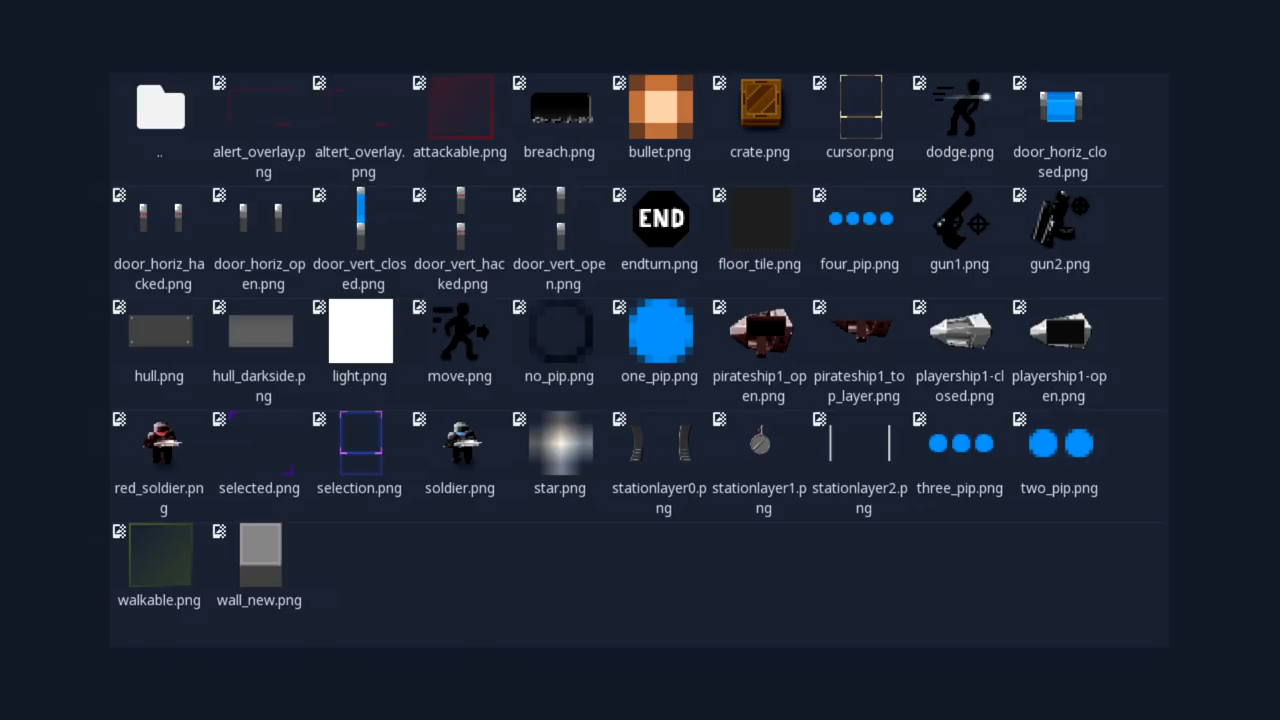 ..
alert_overlay.p
ng
altert_overlay.
png
attackable.png
breach.png
bullet.png
crate.png
cursor.png
dodge.png
door_horiz_clo
sed.png
door_horiz_ha
cked.png
door_horiz_op
en.png
door_vert_clos
ed.png
door_vert_hac
ked.png
door_vert_ope
n.png
END
endturn.png
floor_tile.png
four_pip.png
gun1.png
gun2.png
hull.png
hull_darkside.p
ng
light.png
move.png
no_pip.png
one_pip.png
pirateship1_op
en.png
pirateship1_to
p_layer.png
playership1-cl
osed.png
playership1-op
en.png
red_soldier.pn
g
selected.png
selection.png
soldier.png
star.png
stationlayer0.p
ng
stationlayer1.p
ng
stationlayer2.p
ng
three_pip.png
two_pip.png
walkable.png
wall_new.png